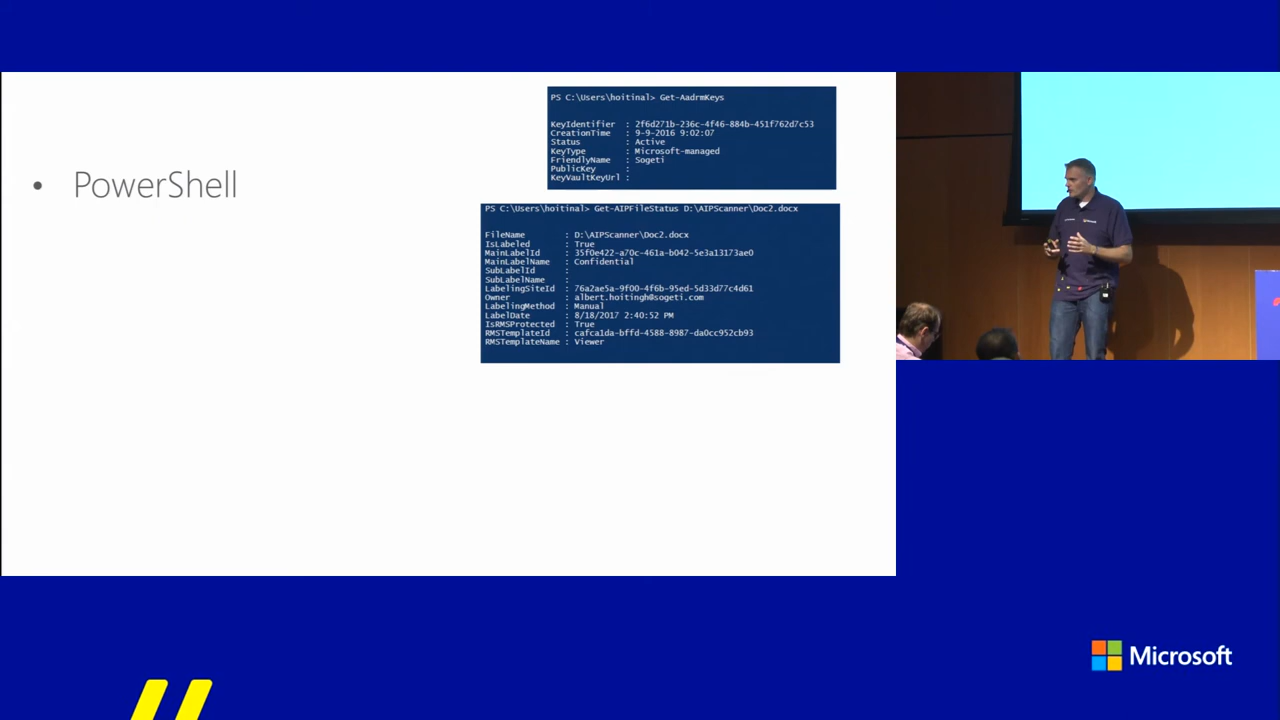 • PowerShell
PS C:\Users\hoitinal> Get-AadrmKeys
KeyIdentifier : 2f6d271b-236c-4f46-884b-451f762d7c53
CreationTime : 9-9-2016 9:02:07
Status : Active
KeyType : Microsoft-managed
FriendlyName : Sogeti
PublicKey :
KeyVaultKeyUrl :
PS C:\Users\hoitinal> Get-AIPFileStatus D:\AIPScanner\Doc2.docx
FileName : D:\AIPScanner\Doc2.docx
IsLabeled : True
MainLabelId : 35f0e422-a70c-461a-b042-5e3a13173ae0
MainLabelName : Confidential
SubLabelId :
SubLabelName :
LabelingSiteId : 76a2ae5a-9f00-4f6b-95ed-5d33d77c4d61
Owner : albert.hoitingh@sogeti.com
LabelingMethod : Manual
LabelDate : 8/18/2017 2:40:52 PM
IsRMSProtected : True
RMSTemplateId : cafca1da-bffd-4588-8987-da0cc952cb93
RMSTemplateName : Viewer
Microsoft